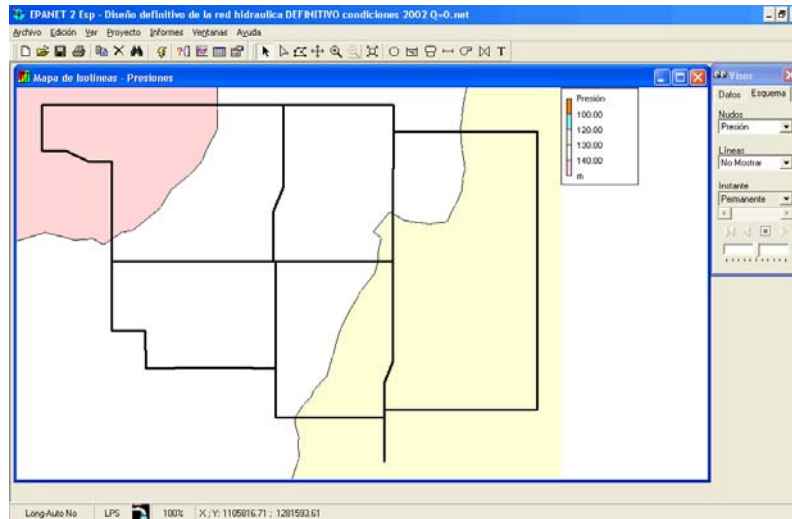 EPANET 2 Esp - Diseño definitivo de la red hidraulica DEFINITIVO condiciones 2002 Q=0.net
Archivo Edición Ver Proyecto Informes Ventanas Ayuda
Mapa de Isolíneas - Presiones
Presión
100.00
120.00
130.00
140.00
m
Visor
Datos Esquema
Nudos
Presión
Líneas
No Mostrar
Instante
Permanente
Long-Auto No LPS 100% X ; Y: 1105816.71 ; 1281593.61